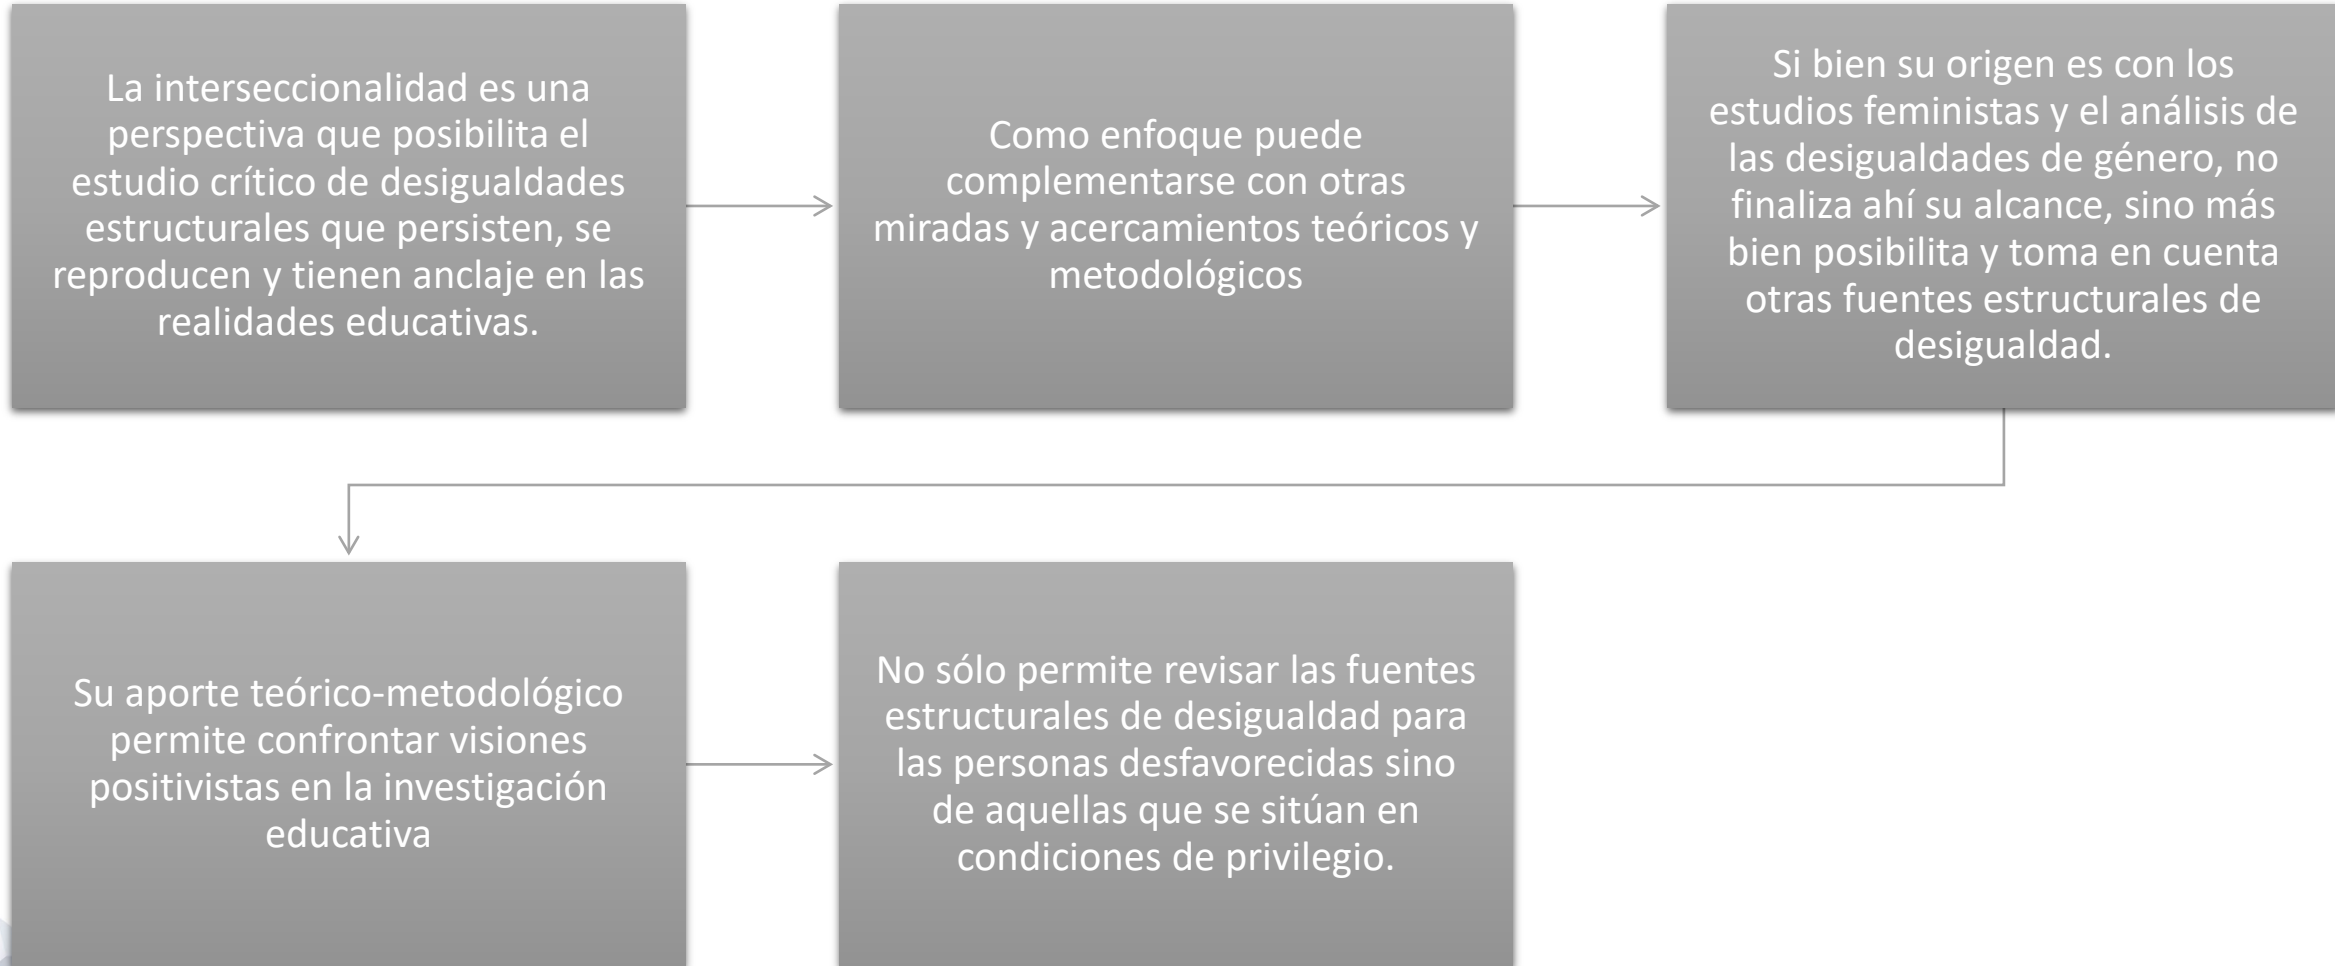 La interseccionalidad es una
perspectiva que posibilita el
estudio crítico de desigualdades
estructurales que persisten, se
reproducen y tienen anclaje en las
realidades educativas.
Como enfoque puede
complementarse con otras
miradas y acercamientos teóricos y
metodológicos
Si bien su origen es con los
estudios feministas y el análisis de
las desigualdades de género, no
finaliza ahí su alcance, sino más
bien posibilita y toma en cuenta
otras fuentes estructurales de
desigualdad.
Su aporte teórico-metodológico
permite confrontar visiones
positivistas en la investigación
educativa
No sólo permite revisar las fuentes
estructurales de desigualdad para
las personas desfavorecidas sino
de aquellas que se sitúan en
condiciones de privilegio.